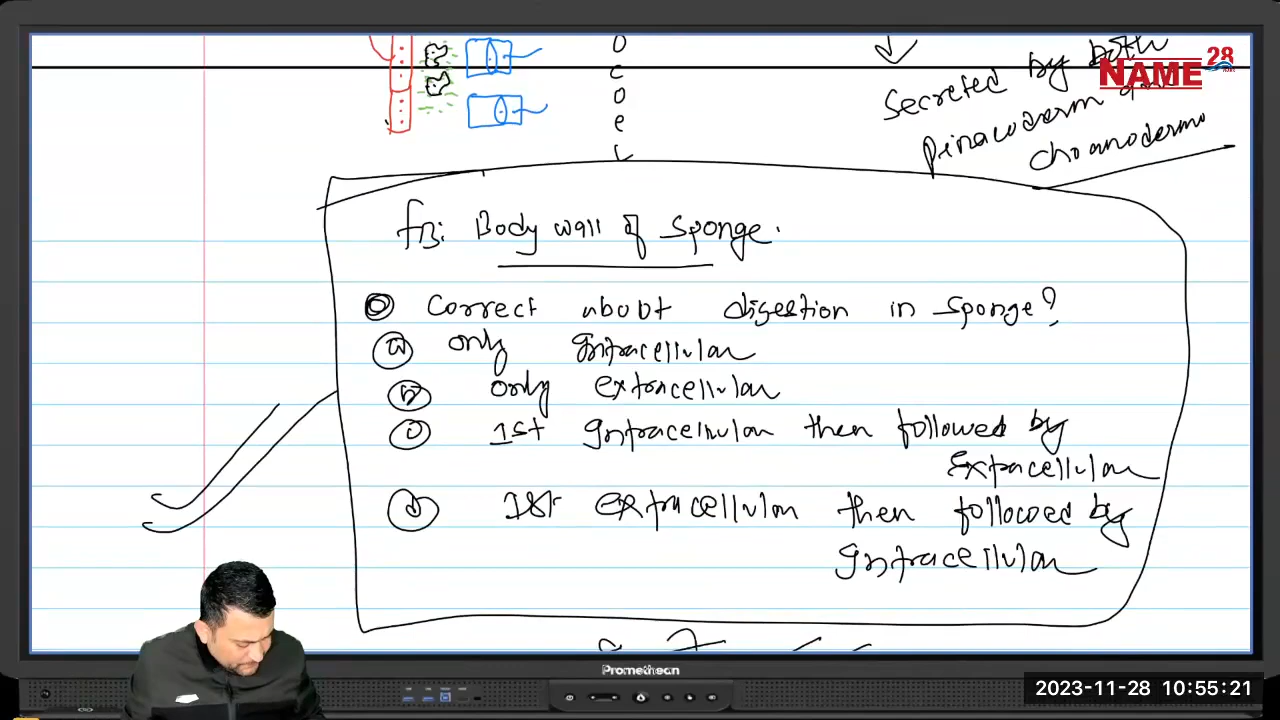 o
c
o
e
L
Secreted by both
NAME 28
Pinacoderm and
choanoderm
fig: Body wall of sponge.
Correct about digestion in sponge?
a only Intracellular
b only extracellular
c 1st Intracellular then followed by
Extracellular
d 1st extracellular then followed by
Intracellular
Promethean
2023-11-28 10:55:21